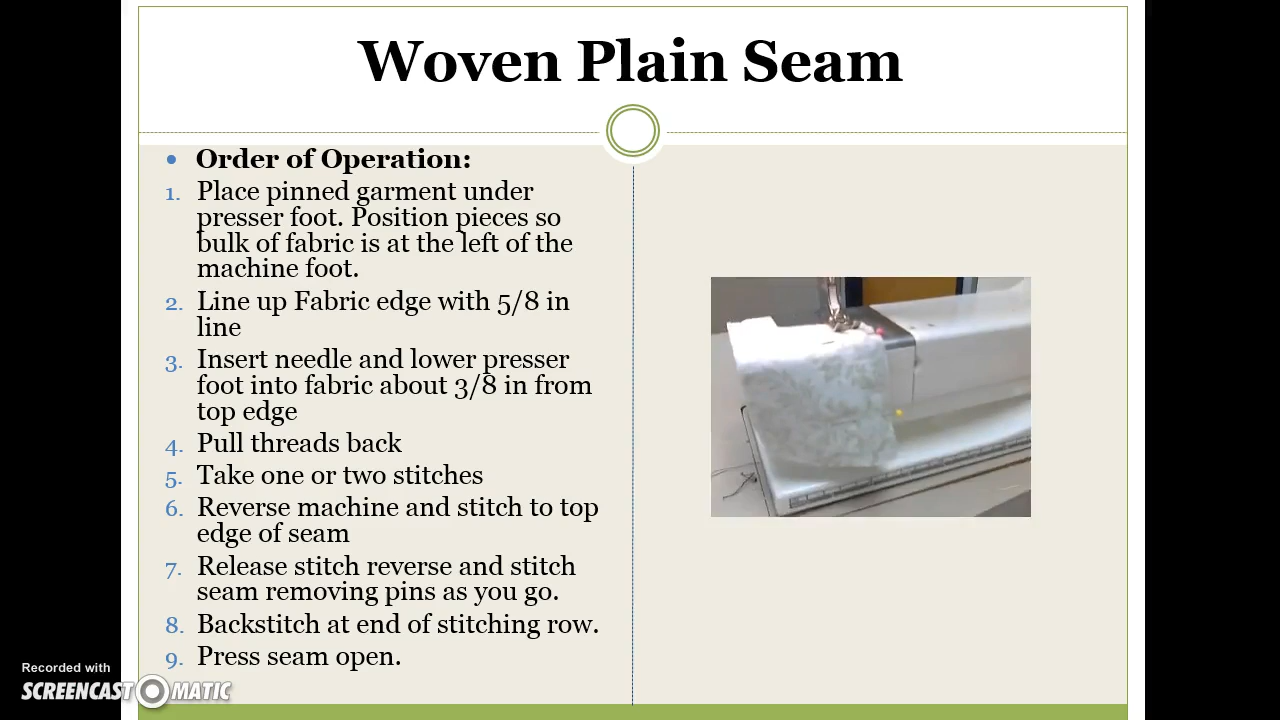 Woven Plain Seam
• Order of Operation:
1. Place pinned garment under
presser foot. Position pieces so
bulk of fabric is at the left of the
machine foot.
2. Line up Fabric edge with 5/8 in
line
3. Insert needle and lower presser
foot into fabric about 3/8 in from
top edge
4. Pull threads back
5. Take one or two stitches
6. Reverse machine and stitch to top
edge of seam
7. Release stitch reverse and stitch
seam removing pins as you go.
8. Backstitch at end of stitching row.
9. Press seam open.
Recorded with
SCREENCAST-O-MATIC